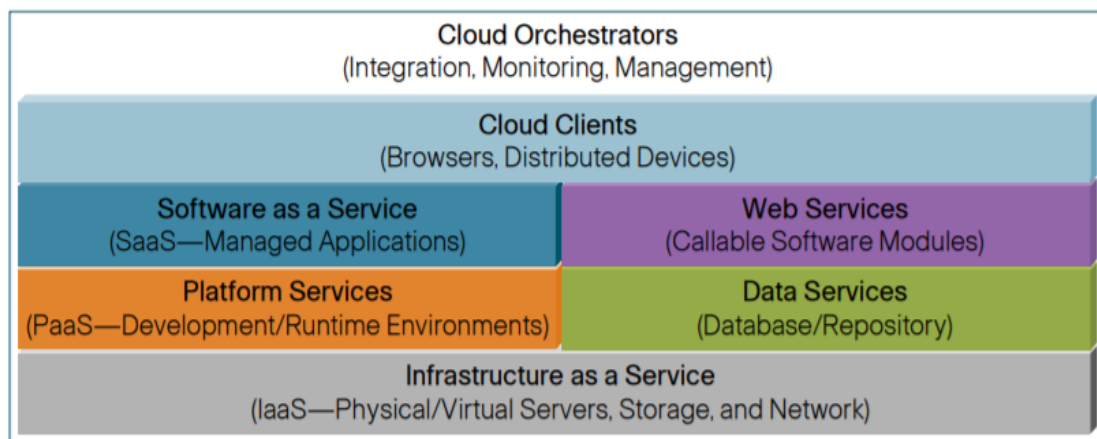 Cloud Orchestrators
(Integration, Monitoring, Management)
Cloud Clients
(Browsers, Distributed Devices)
Software as a Service
(SaaS—Managed Applications)
Web Services
(Callable Software Modules)
Platform Services
(PaaS—Development/Runtime Environments)
Data Services
(Database/Repository)
Infrastructure as a Service
(IaaS—Physical/Virtual Servers, Storage, and Network)